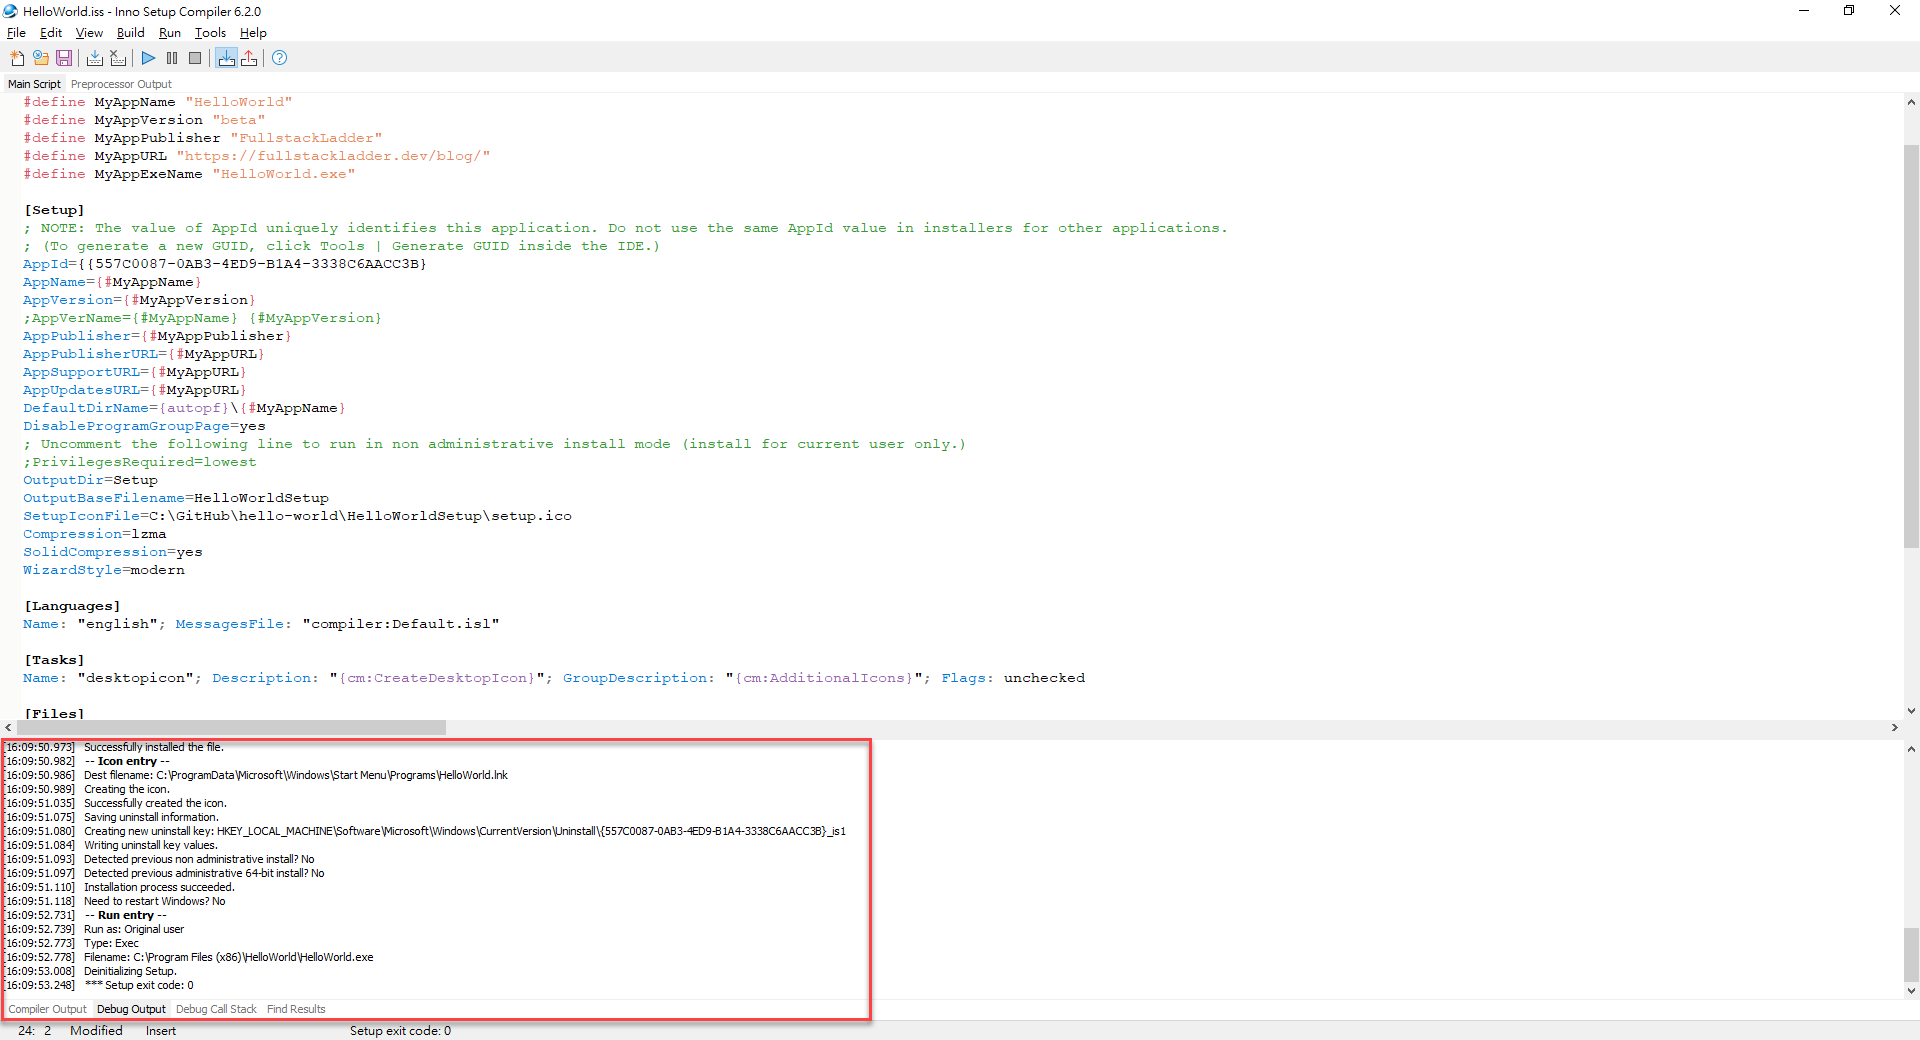 HelloWorld.iss - Inno Setup Compiler 6.2.0
File Edit View Build Run Tools Help
Main Script Preprocessor Output
#define MyAppName "HelloWorld"
#define MyAppVersion "beta"
#define MyAppPublisher "FullstackLadder"
#define MyAppURL "https://fullstackladder.dev/blog/"
#define MyAppExeName "HelloWorld.exe"
[Setup]
; NOTE: The value of AppId uniquely identifies this application. Do not use the same AppId value in installers for other applications.
; (To generate a new GUID, click Tools | Generate GUID inside the IDE.)
AppId={{557C0087-0AB3-4ED9-B1A4-3338C6AACC3B}
AppName={#MyAppName}
AppVersion={#MyAppVersion}
;AppVerName={#MyAppName} {#MyAppVersion}
AppPublisher={#MyAppPublisher}
AppPublisherURL={#MyAppURL}
AppSupportURL={#MyAppURL}
AppUpdatesURL={#MyAppURL}
DefaultDirName={autopf}\{#MyAppName}
DisableProgramGroupPage=yes
; Uncomment the following line to run in non administrative install mode (install for current user only.)
;PrivilegesRequired=lowest
OutputDir=Setup
OutputBaseFilename=HelloWorldSetup
SetupIconFile=C:\GitHub\hello-world\HelloWorldSetup\setup.ico
Compression=lzma
SolidCompression=yes
WizardStyle=modern
[Languages]
Name: "english"; MessagesFile: "compiler:Default.isl"
[Tasks]
Name: "desktopicon"; Description: "{cm:CreateDesktopIcon}"; GroupDescription: "{cm:AdditionalIcons}"; Flags: unchecked
[Files]
[16:09:50.973] Successfully installed the file.
[16:09:50.982] -- Icon entry --
[16:09:50.986] Dest filename: C:\ProgramData\Microsoft\Windows\Start Menu\Programs\HelloWorld.lnk
[16:09:50.989] Creating the icon.
[16:09:51.035] Successfully created the icon.
[16:09:51.075] Saving uninstall information.
[16:09:51.080] Creating new uninstall key: HKEY_LOCAL_MACHINE\Software\Microsoft\Windows\CurrentVersion\Uninstall\{557C0087-0AB3-4ED9-B1A4-3338C6AACC3B}_is1
[16:09:51.084] Writing uninstall key values.
[16:09:51.093] Detected previous non administrative install? No
[16:09:51.097] Detected previous administrative 64-bit install? No
[16:09:51.110] Installation process succeeded.
[16:09:51.118] Need to restart Windows? No
[16:09:52.731] -- Run entry --
[16:09:52.739] Run as: Original user
[16:09:52.773] Type: Exec
[16:09:52.778] Filename: C:\Program Files (x86)\HelloWorld\HelloWorld.exe
[16:09:53.008] Deinitializing Setup.
[16:09:53.248] *** Setup exit code: 0
Compiler Output Debug Output Debug Call Stack Find Results
24: 2 Modified Insert Setup exit code: 0